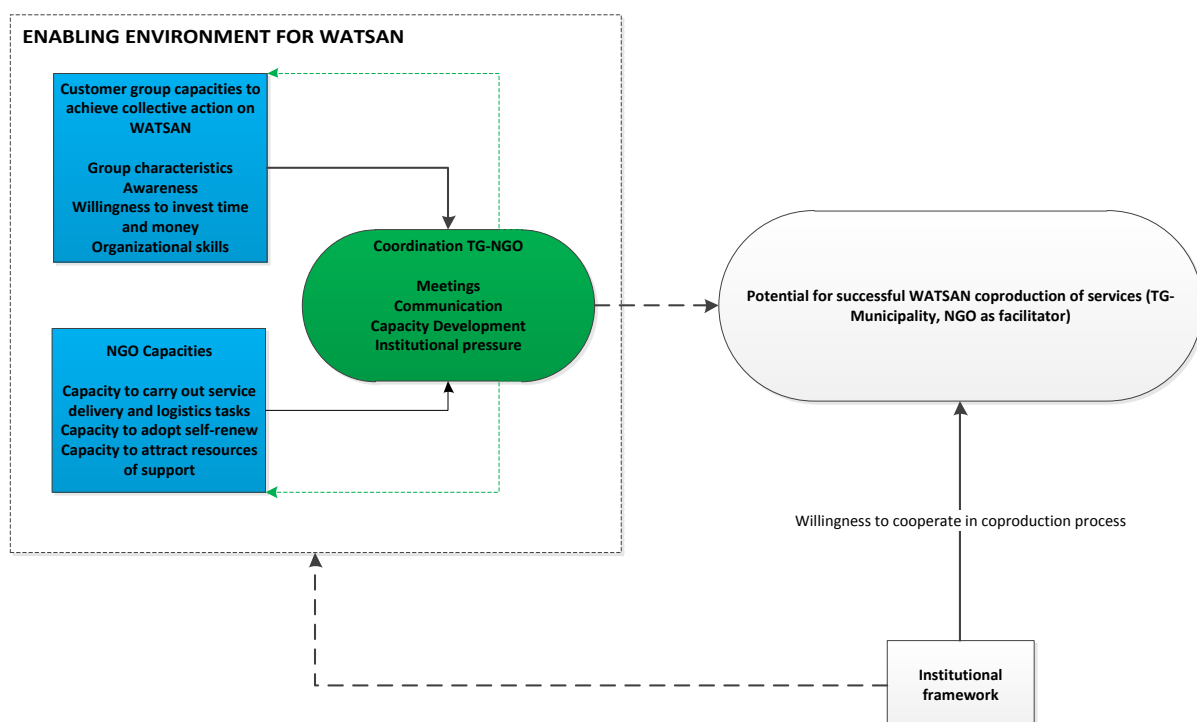 ENABLING ENVIRONMENT FOR WATSAN
Customer group capacities to
achieve collective action on
WATSAN
Group characteristics
Awareness
Willingness to invest time
and money
Organizational skills
Coordination TG-NGO
Meetings
Communication
Capacity Development
Institutional pressure
NGO Capacities
Capacity to carry out service
delivery and logistics tasks
Capacity to adopt self-renew
Capacity to attract resources
of support
Potential for successful WATSAN coproduction of services (TG-
Municipality, NGO as facilitator)
Willingness to cooperate in coproduction process
Institutional
framework